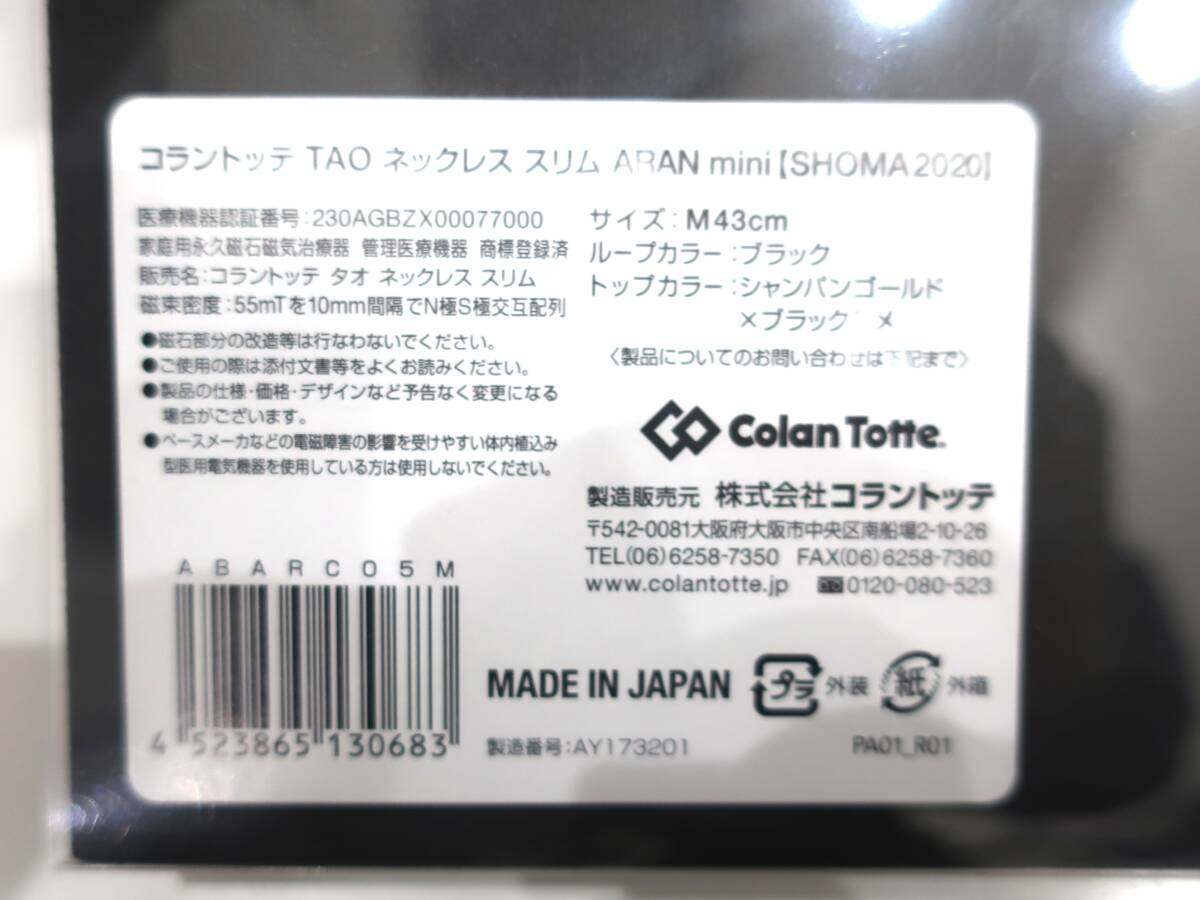 コラントッテ TAO ネックレス スリム ARAN mini【SHOMA2020】
医療機器認証番号:230AGBZX00077000
家庭用永久磁石磁気治療器 管理医療機器 商標登録済
販売名:コラントッテ タオ ネックレス スリム
磁束密度:55mTを10mm間隔でN極S極交互配列
●磁石部分の改造等は行なわないでください。
●ご使用の際は添付文書等をよくお読みください。
●製品の仕様・価格・デザインなど予告なく変更になる
場合がございます。
●ペースメーカなどの電磁障害の影響を受けやすい体内植込み
型医用電気機器を使用している方は使用しないでください。
サイズ:M43cm
ループカラー:ブラック
トップカラー:シャンパンゴールド
×ブラック
〈製品についてのお問い合わせは下記まで〉
Colan Totte.
製造販売元 株式会社コラントッテ
〒542-0081大阪府大阪市中央区南船場2-10-26
TEL(06)6258-7350 FAX(06)6258-7360
www.colantotte.jp 0120-080-523
ABARC05M
4 523865 130683
MADE IN JAPAN
プラ 外装 紙 外箱
製造番号:AY173201
PA01_R01